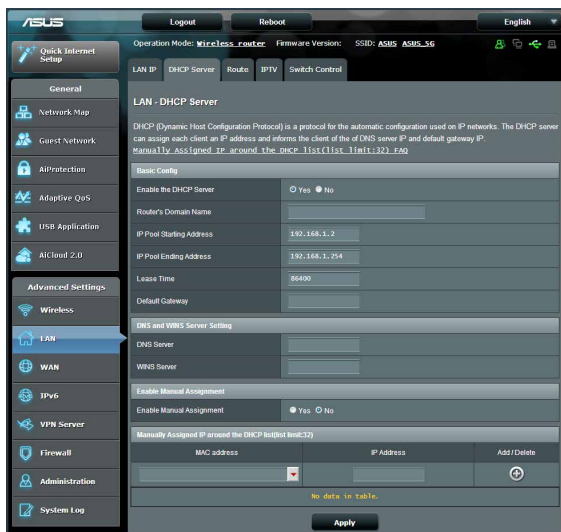 ASUS
Logout
Reboot
English
Quick Internet Setup
Operation Mode: Wireless router Firmware Version: SSID: ASUS ASUS_5G
LAN IP
DHCP Server
Route
IPTV
Switch Control
General
Network Map
Guest Network
AiProtection
Adaptive QoS
USB Application
AiCloud 2.0
Advanced Settings
Wireless
LAN
WAN
IPv6
VPN Server
Firewall
Administration
System Log
LAN - DHCP Server
DHCP (Dynamic Host Configuration Protocol) is a protocol for the automatic configuration used on IP networks. The DHCP server
can assign each client an IP address and informs the client of the of DNS server IP and default gateway IP.
Manually Assigned IP around the DHCP list(list limit:32) FAQ
Basic Config
Enable the DHCP Server
Yes No
Router's Domain Name
IP Pool Starting Address
192.168.1.2
IP Pool Ending Address
192.168.1.254
Lease Time
86400
Default Gateway
DNS and WINS Server Setting
DNS Server
WINS Server
Enable Manual Assignment
Enable Manual Assignment
Yes No
Manually Assigned IP around the DHCP list(list limit:32)
MAC address
IP Address
Add / Delete
No data in table.
Apply